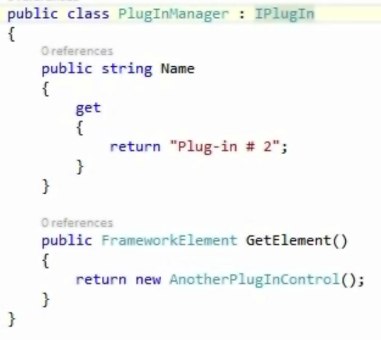 public class PlugInManager : IPlugIn
{
0 references
public string Name
{
get
{
return "Plug-in # 2";
}
}
0 references
public FrameworkElement GetElement()
{
return new AnotherPlugInControl();
}
}